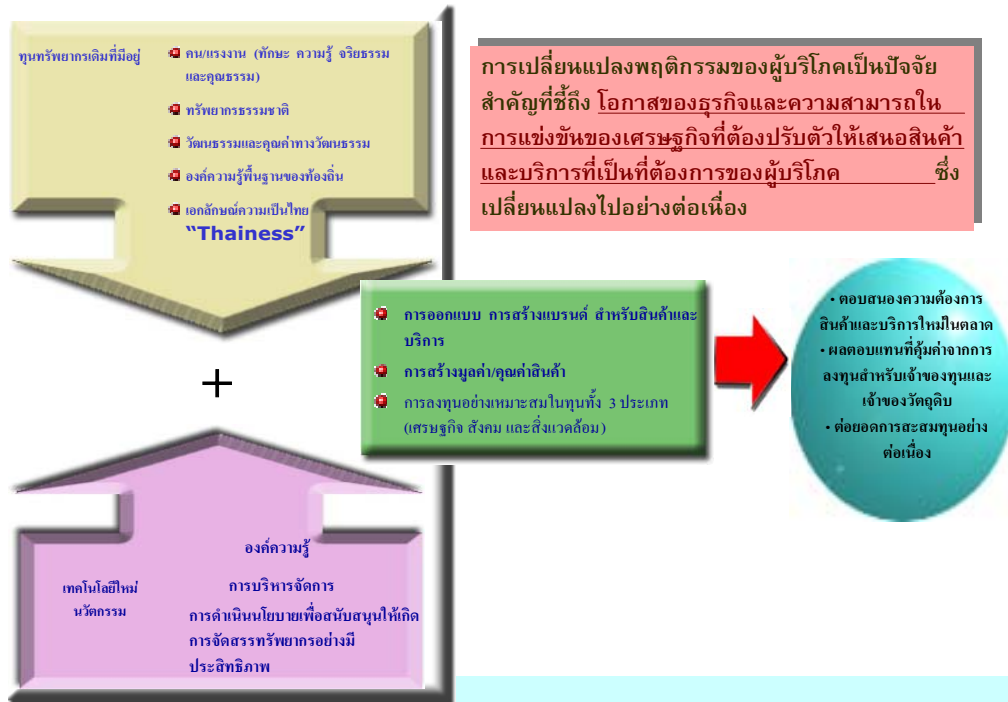 ทุนทรัพยากรเดิมที่มีอยู่
คน/แรงงาน (ทักษะ ความรู้ จริยธรรม
และคุณธรรม)
ทรัพยากรธรรมชาติ
วัฒนธรรมและคุณค่าทางวัฒนธรรม
องค์ความรู้พื้นฐานของท้องถิ่น
เอกลักษณ์ความเป็นไทย
“Thainess”
การเปลี่ยนแปลงพฤติกรรมของผู้บริโภคเป็นปัจจัย
สำคัญที่ชี้ถึง โอกาสของธุรกิจและความสามารถใน
การแข่งขันของเศรษฐกิจที่ต้องปรับตัวให้เสนอสินค้า
และบริการที่เป็นที่ต้องการของผู้บริโภค ซึ่ง
เปลี่ยนแปลงไปอย่างต่อเนื่อง
+
การออกแบบ การสร้างแบรนด์ สำหรับสินค้าและ
บริการ
การสร้างมูลค่า/คุณค่าสินค้า
การลงทุนอย่างเหมาะสมในทุนทั้ง 3 ประเภท
(เศรษฐกิจ สังคม และสิ่งแวดล้อม)
• ตอบสนองความต้องการ
สินค้าและบริการใหม่ในตลาด
• ผลตอบแทนที่คุ้มค่าจากการ
ลงทุนสำหรับเจ้าของทุนและ
เจ้าของวัตถุดิบ
• ต่อยอดการสะสมทุนอย่าง
ต่อเนื่อง
เทคโนโลยีใหม่
นวัตกรรม
องค์ความรู้
การบริหารจัดการ
การดำเนินนโยบายเพื่อสนับสนุนให้เกิด
การจัดสรรทรัพยากรอย่างมี
ประสิทธิภาพ